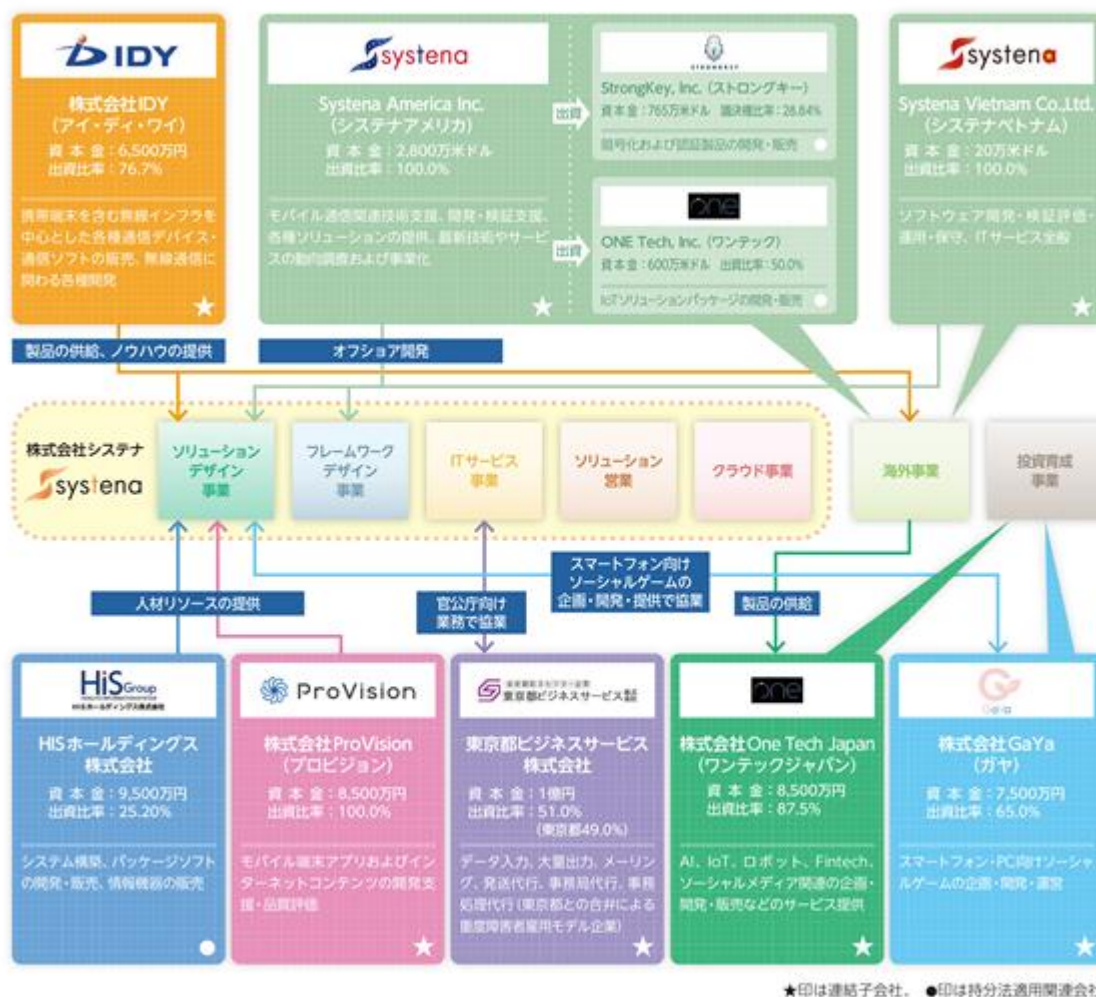 IDY
株式会社IDY
(アイ・ディ・ワイ)
資本金：6,500万円
出資比率：76.7%
携帯端末を含む無線インフラを
中心とした各種通信デバイス・
通信ソフトの販売、無線通信に
関わる各種開発
★
systena
Systena America Inc.
(システナアメリカ)
資本金：2,800万米ドル
出資比率：100.0%
モバイル通信関連技術支援、開発・検証支援、
各種ソリューションの提供、最新技術やサービ
スの動向調査および事業化
★
出資
STRONGKEY
StrongKey, Inc. (ストロングキー)
資本金：765万米ドル 議決権比率：28.64%
暗号化および認証製品の開発・販売 ●
出資
one
ONE Tech, Inc. (ワンテック)
資本金：600万米ドル 出資比率：50.0%
IoTソリューションパッケージの開発・販売 ●
systena
Systena Vietnam Co.,Ltd.
(システナベトナム)
資本金：20万米ドル
出資比率：100.0%
ソフトウェア開発・検証評価・
運用・保守、ITサービス全般
★
製品の供給、ノウハウの提供
オフショア開発
株式会社システナ
systena
ソリューション
デザイン
事業
フレームワーク
デザイン
事業
ITサービス
事業
ソリューション
営業
クラウド事業
海外事業
投資育成
事業
人材リソースの提供
官公庁向け
業務で協業
スマートフォン向け
ソーシャルゲームの
企画・開発・提供で協業
製品の供給
HiS Group
HISホールディングス株式会社
HISホールディングス
株式会社
資本金：9,500万円
出資比率：25.20%
システム構築、パッケージソフト
の開発・販売、情報機器の販売
●
ProVision
株式会社ProVision
(プロビジョン)
資本金：8,500万円
出資比率：100.0%
モバイル端末アプリおよびイン
ターネットコンテンツの開発支
援・品質評価
★
東京都ビジネスサービス
東京都ビジネスサービス
株式会社
資本金：1億円
出資比率：51.0%
(東京都49.0%)
データ入力、大量出力、メーリン
グ、発送代行、事務局代行、事務
処理代行(東京都との合弁による
重度障害者雇用モデル企業)
★
one
株式会社One Tech Japan
(ワンテックジャパン)
資本金：8,500万円
出資比率：87.5%
AI、IoT、ロボット、Fintech、
ソーシャルメディア関連の企画・
開発・販売などのサービス提供
★
GaYa
株式会社GaYa
(ガヤ)
資本金：7,500万円
出資比率：65.0%
スマートフォン・PC向けソーシャ
ルゲームの企画・開発・運営
★
★印は連結子会社、 ●印は持分法適用関連会社